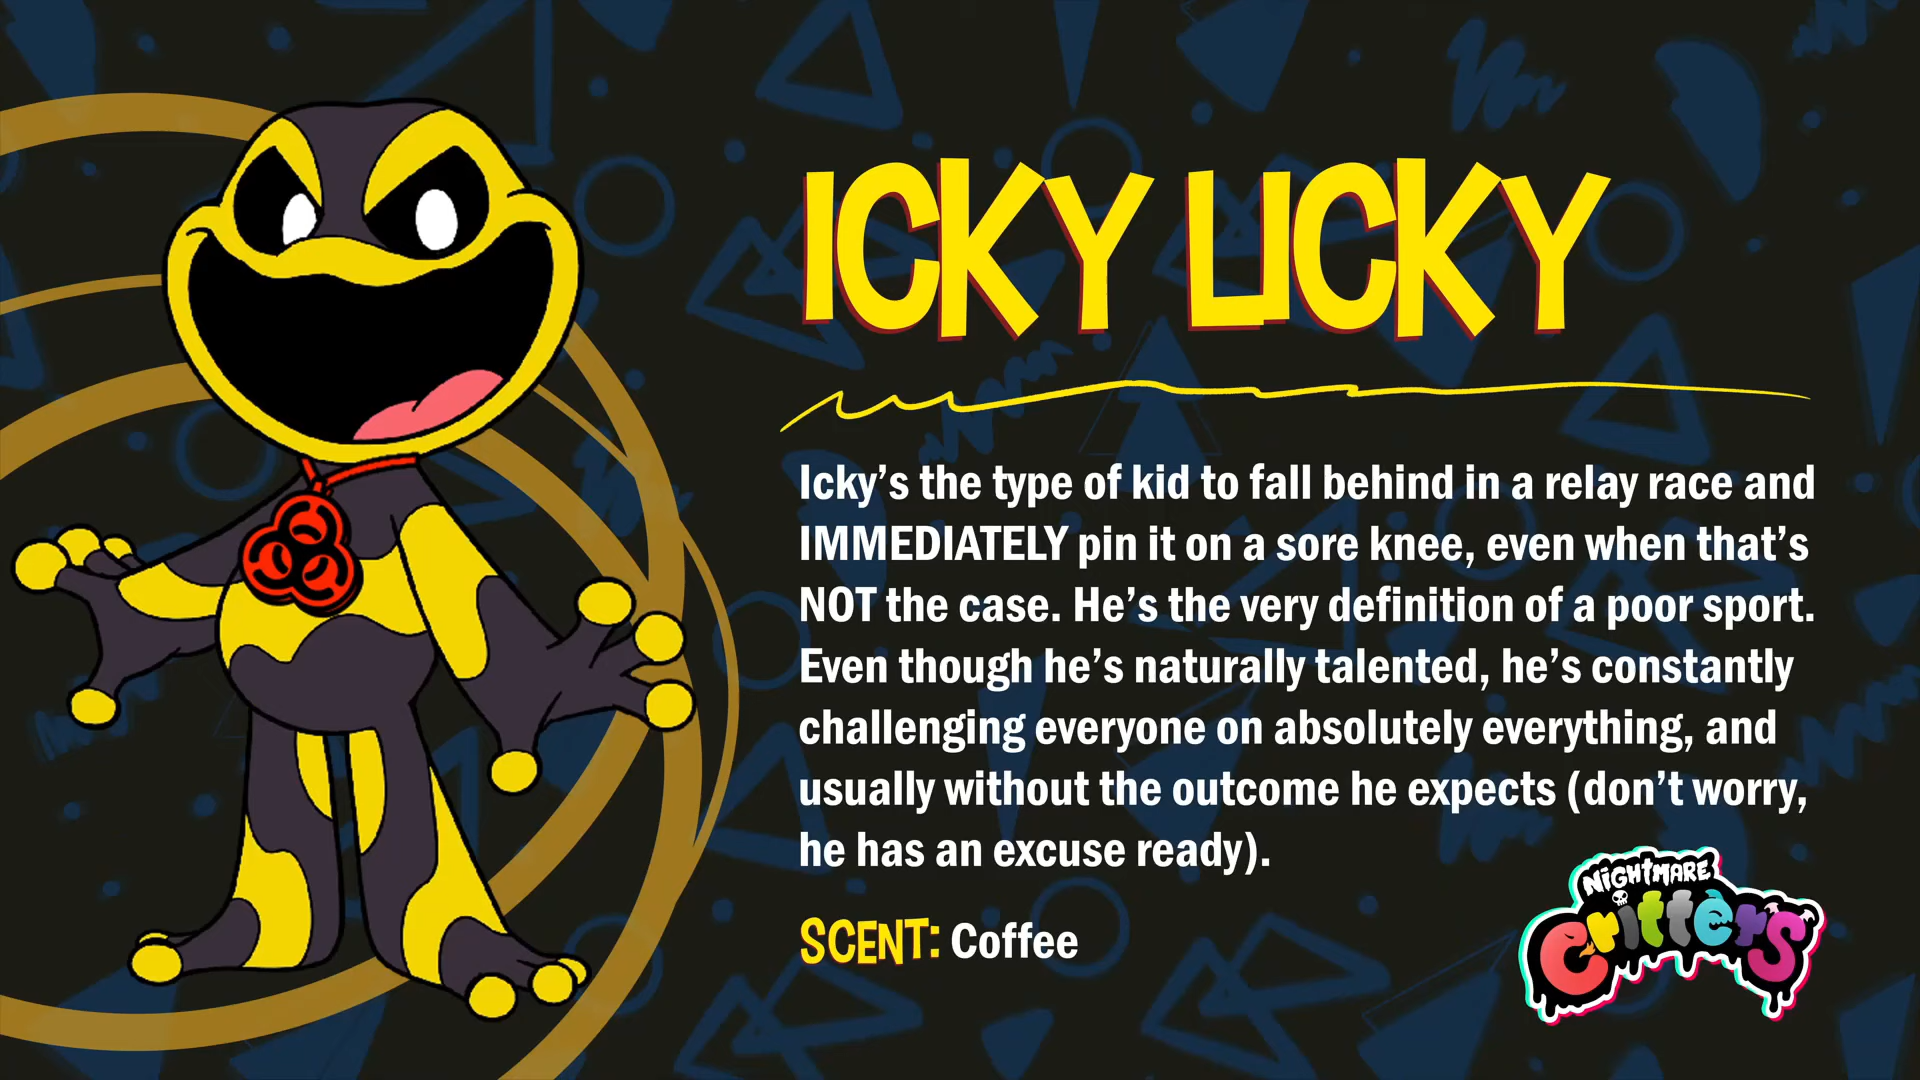 ICKY LICKY
Icky’s the type of kid to fall behind in a relay race and
IMMEDIATELY pin it on a sore knee, even when that’s
NOT the case. He’s the very definition of a poor sport.
Even though he’s naturally talented, he’s constantly
challenging everyone on absolutely everything, and
usually without the outcome he expects (don’t worry,
he has an excuse ready).
SCENT: Coffee
NiGHtMARE
critters